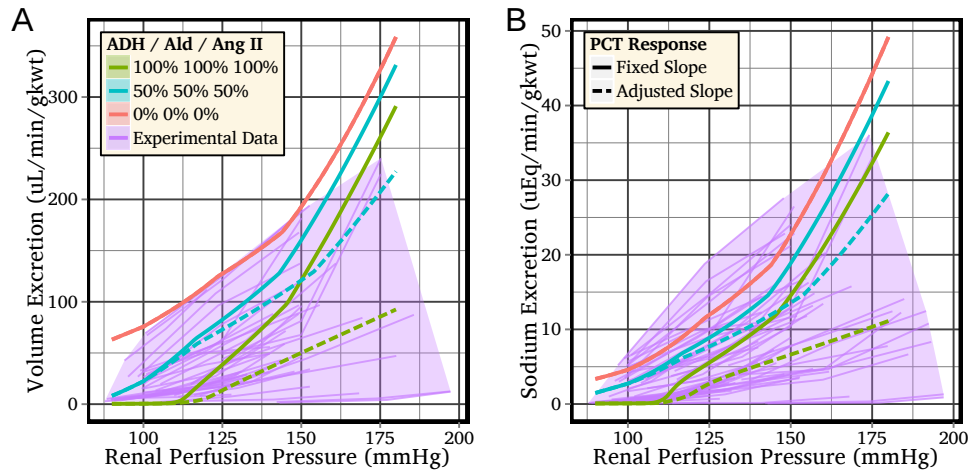 A
ADH / Ald / Ang II
100% 100% 100%
50% 50% 50%
0% 0% 0%
Experimental Data
Volume Excretion (uL/min/gkwt)
300
200
100
0
100
125
150
175
200
Renal Perfusion Pressure (mmHg)
B
PCT Response
Fixed Slope
Adjusted Slope
Sodium Excretion (uEq/min/gkwt)
50
40
30
20
10
0
100
125
150
175
200
Renal Perfusion Pressure (mmHg)